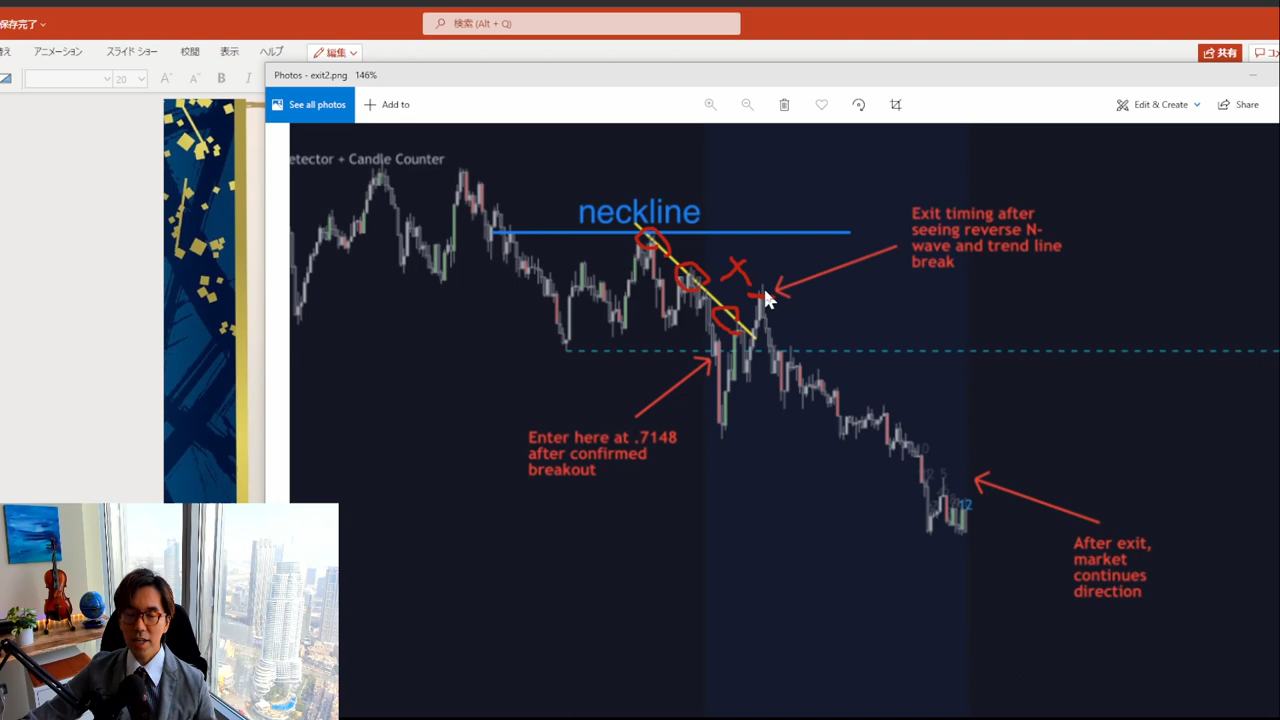 保存完了
検索 (Alt + Q)
アニメーション
スライド ショー
校閲
表示
ヘルプ
編集
共有
20
B
I
Photos - exit2.png 146%
See all photos
Add to
Edit & Create
Share
etector + Candle Counter
neckline
Exit timing after
seeing reverse N-
wave and trend line
break
X
Enter here at .7148
after confirmed
breakout
12
After exit,
market
continues
direction